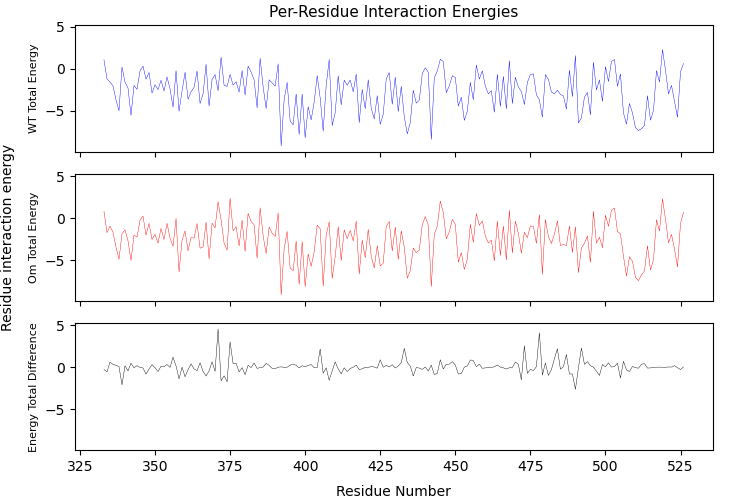 Per-Residue Interaction Energies
Residue interaction energy
WT Total Energy
5
0
−5
Om Total Energy
0
−5
Energy Total Difference
5
0
−5
325 350 375 400 425 450 475 500 525
Residue Number